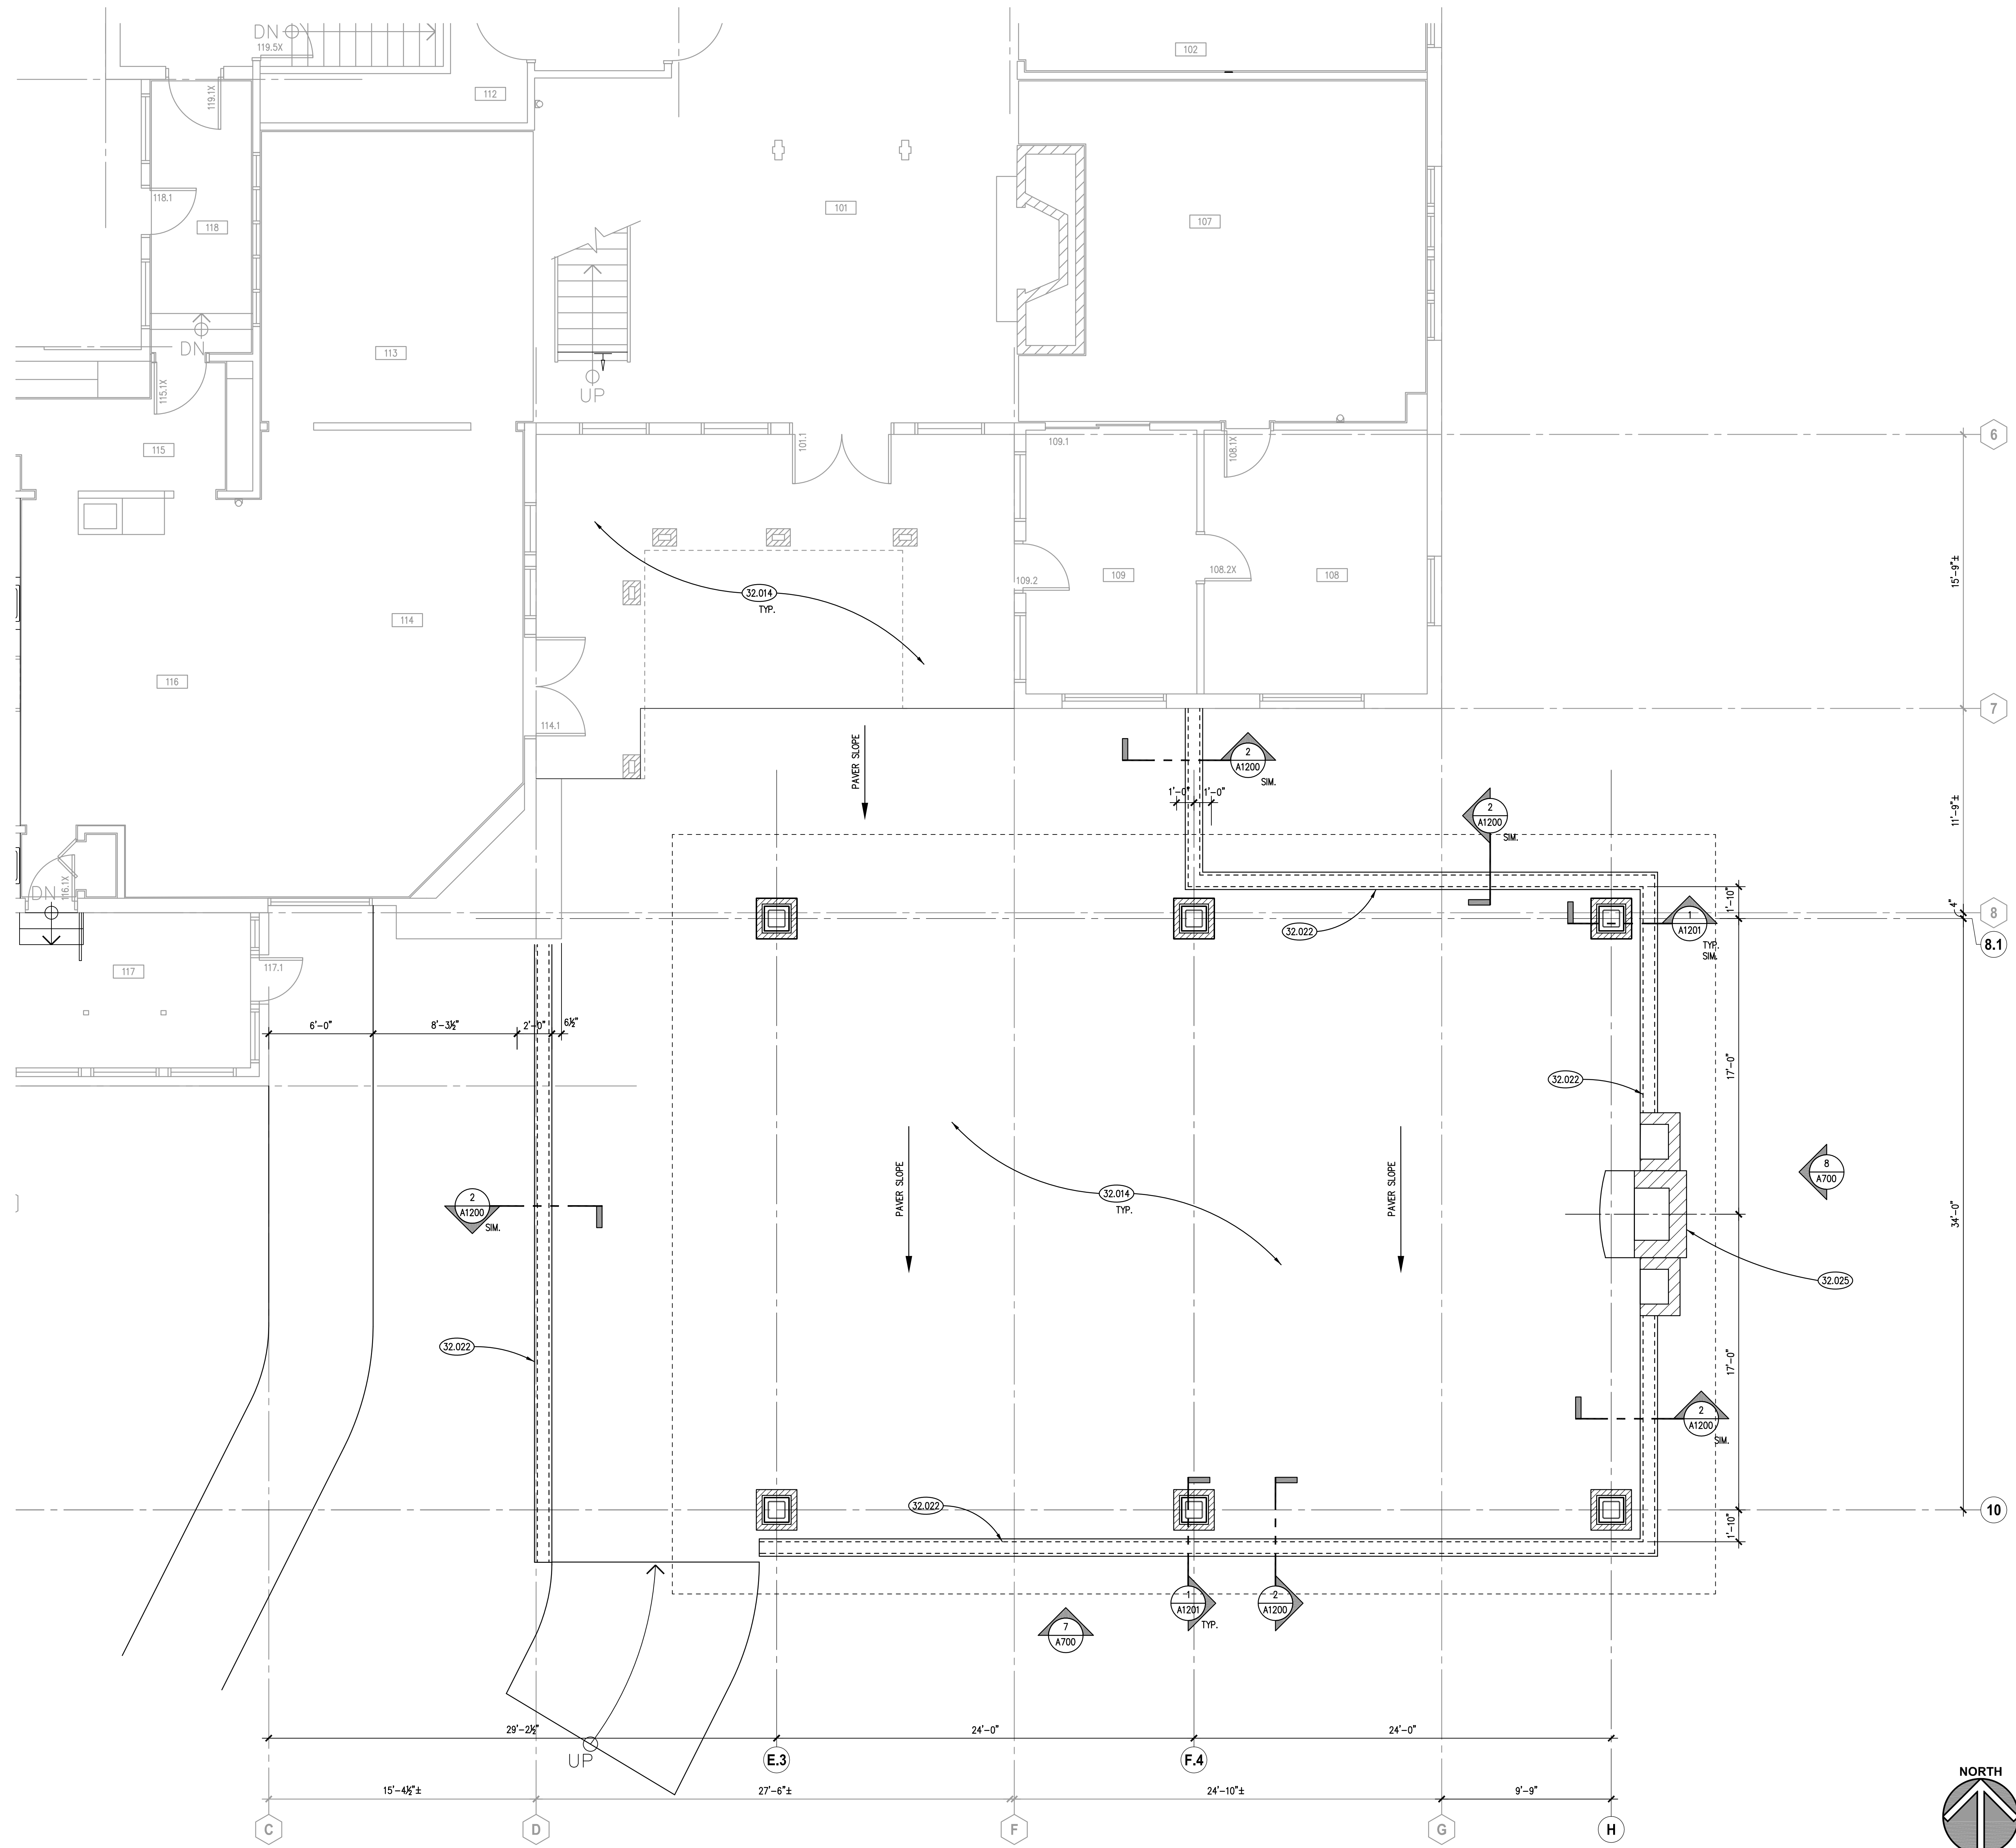 DN
119.5X
102
112
119.1X
118.1
118
101
107
DN
113
115.1X
UP
115
101.1
109.1
108.1X
6
15'-9"±
32.014
TYP.
109.2
109
108.2X
108
114
116
114.1
7
PAVER SLOPE
2
A1200
SIM.
1'-0"
1'-0"
2
A1200
SIM.
11'-9"±
DN
116.1X
1'-10"
4"
8
8.1
32.022
1
A1201
TYP.
SIM.
117
117.1
6'-0"
8'-3½"
2'-0"
6½"
32.022
17'-0"
PAVER SLOPE
PAVER SLOPE
32.014
TYP.
2
A1200
SIM.
8
A700
34'-0"
32.025
32.022
17'-0"
2
A1200
SIM.
32.022
10
1'-10"
1
A1201
TYP.
2
A1200
7
A700
29'-2½"
24'-0"
24'-0"
UP
E.3
F.4
15'-4½"±
27'-6"±
24'-10"±
9'-9"
C
D
F
G
H
NORTH